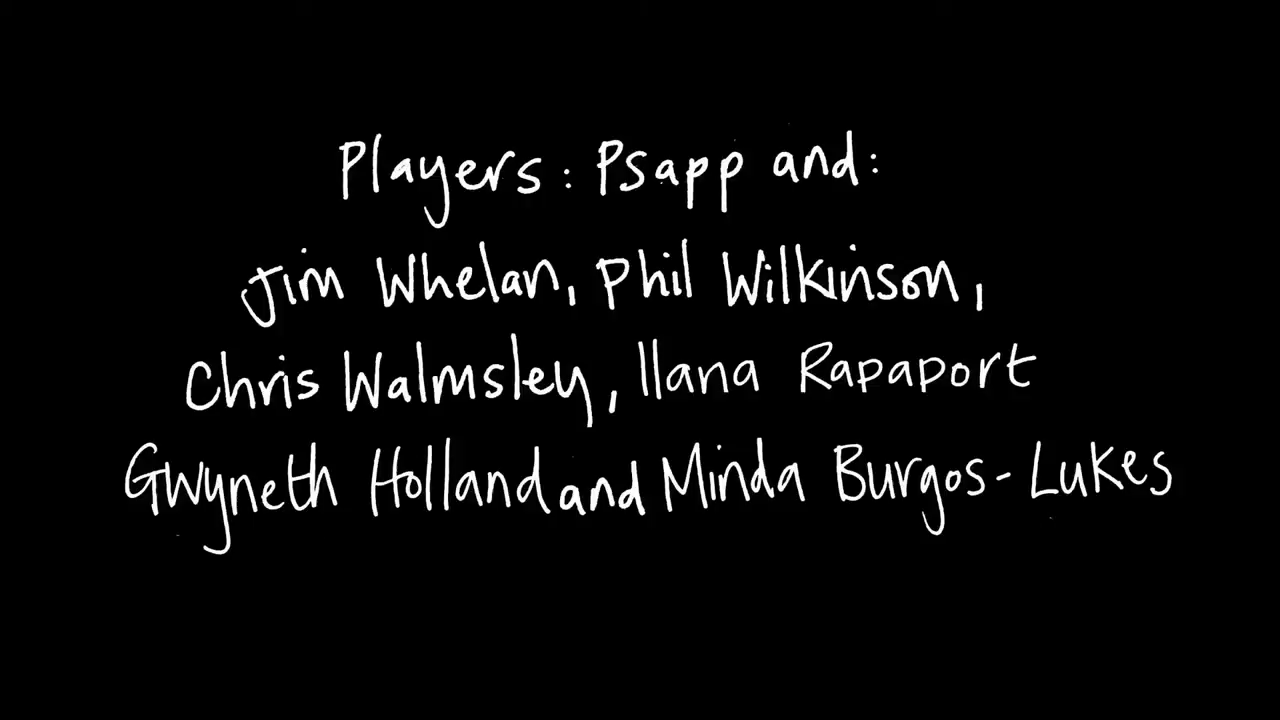 Players: Psapp and:
Jim Whelan, Phil Wilkinson,
Chris Walmsley, Ilana Rapaport
Gwyneth Holland and Minda Burgos-Lukes